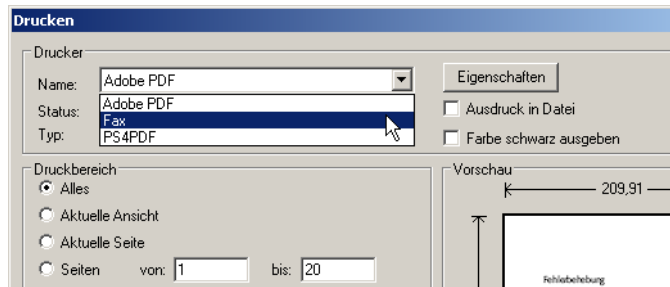 Drucken
Drucker
Name: Adobe PDF Eigenschaften
Status: Adobe PDF Ausdruck in Datei
Fax
Typ: PS4PDF Farbe schwarz ausgeben
Druckbereich Vorschau
Alles 209,91
Aktuelle Ansicht
Aktuelle Seite
Seiten von: 1 bis: 20
Fehlerbehebung